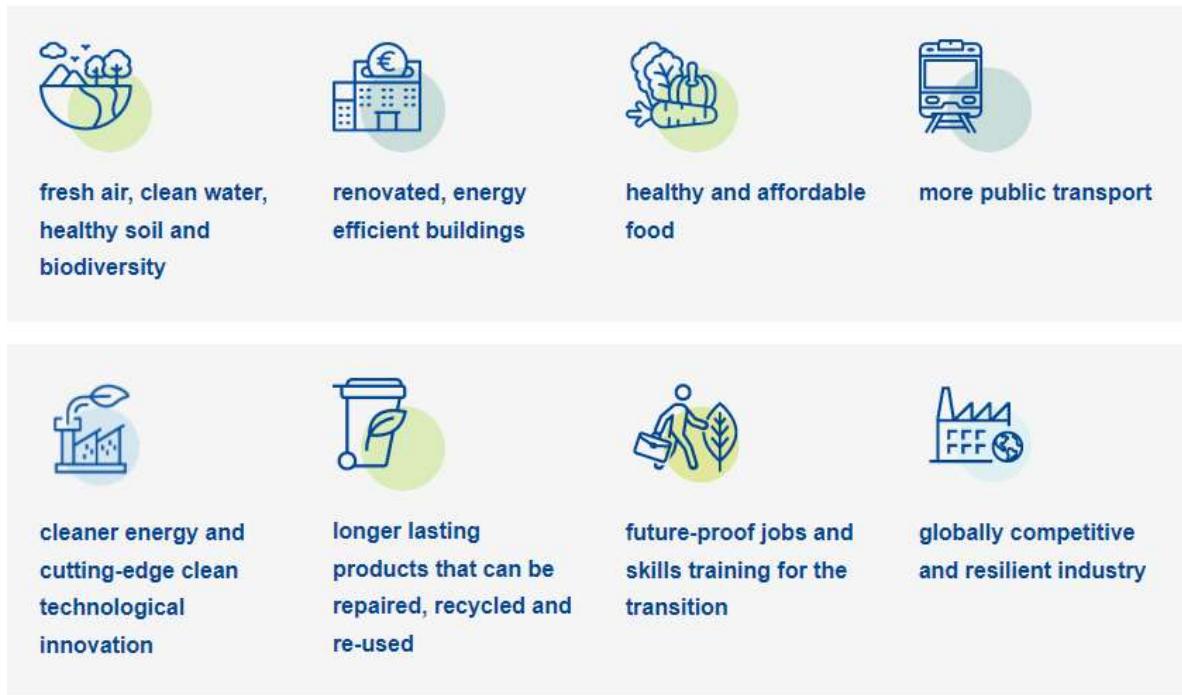 fresh air, clean water,
healthy soil and
biodiversity
renovated, energy
efficient buildings
healthy and affordable
food
more public transport
cleaner energy and
cutting-edge clean
technological
innovation
longer lasting
products that can be
repaired, recycled and
re-used
future-proof jobs and
skills training for the
transition
globally competitive
and resilient industry